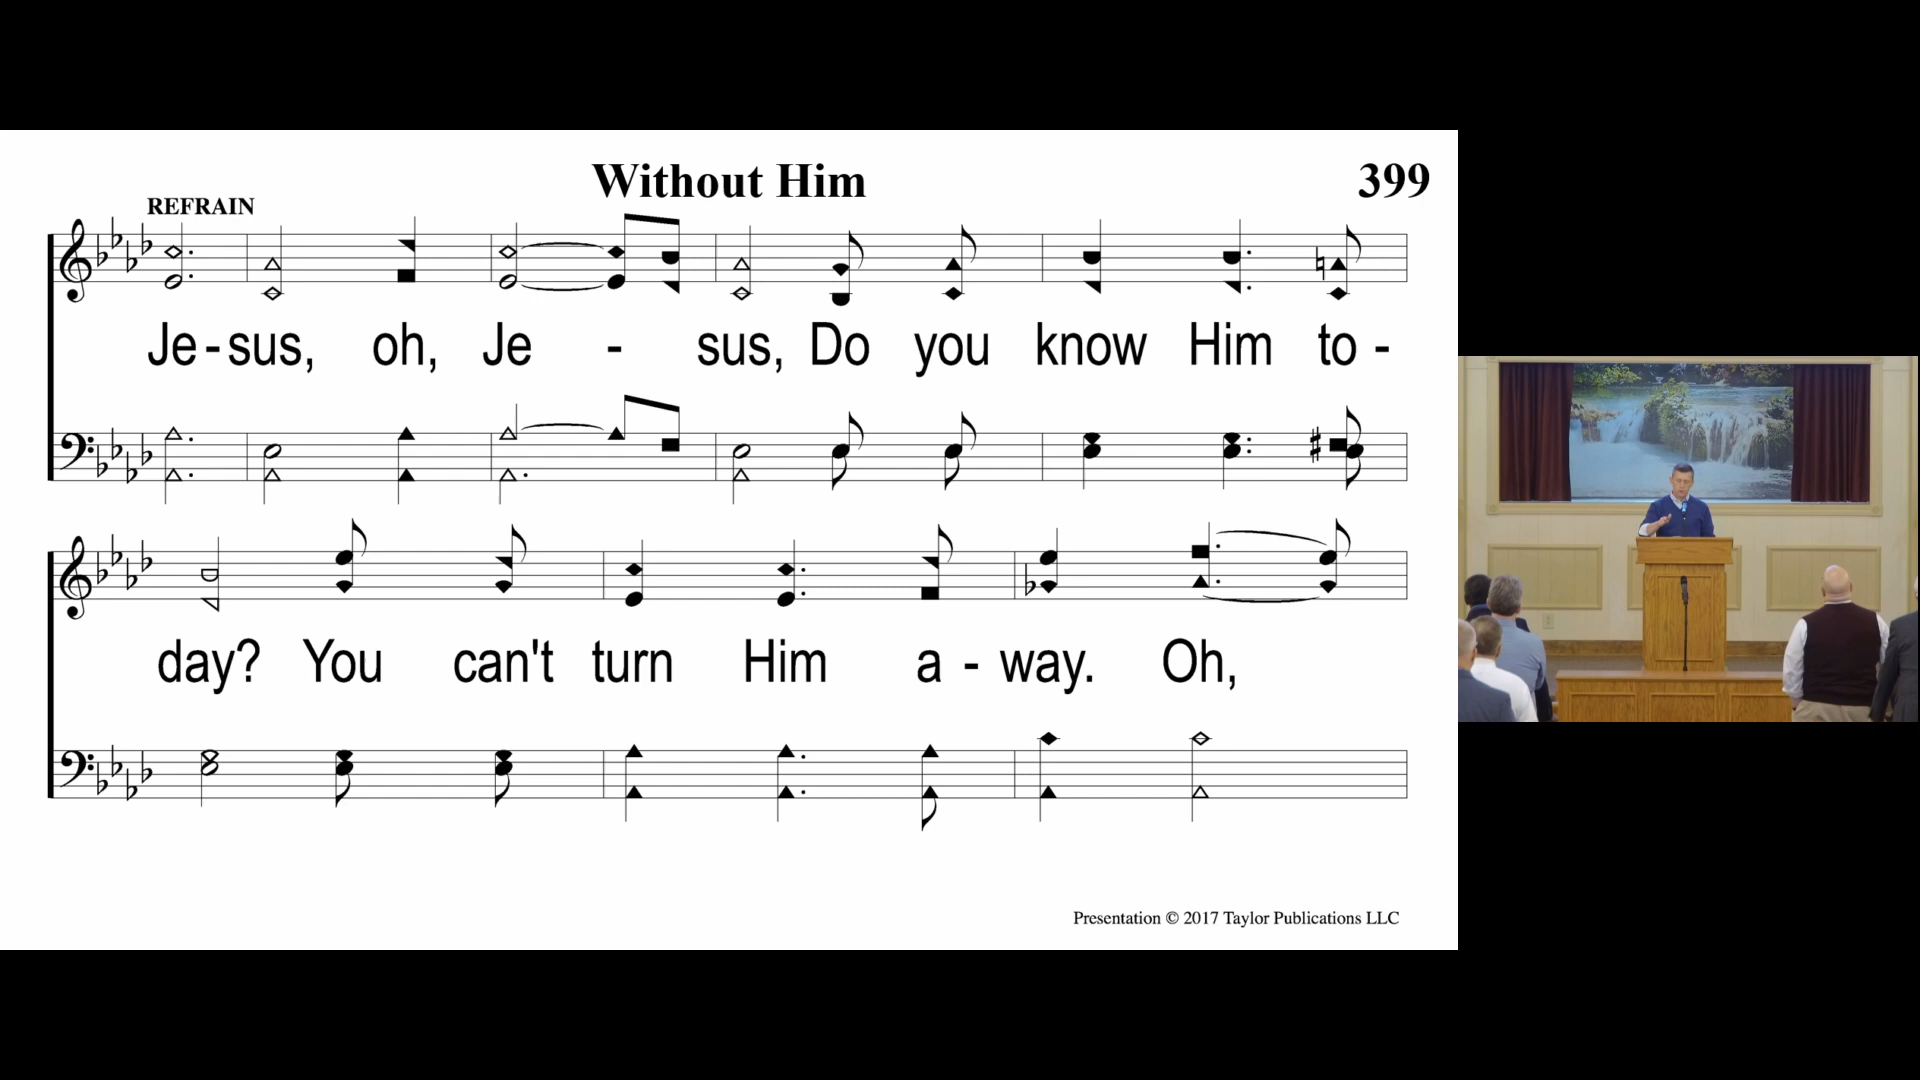 Without Him
399
REFRAIN
Je - sus, oh, Je - sus, Do you know Him to -
day? You can't turn Him a - way. Oh,
Presentation © 2017 Taylor Publications LLC